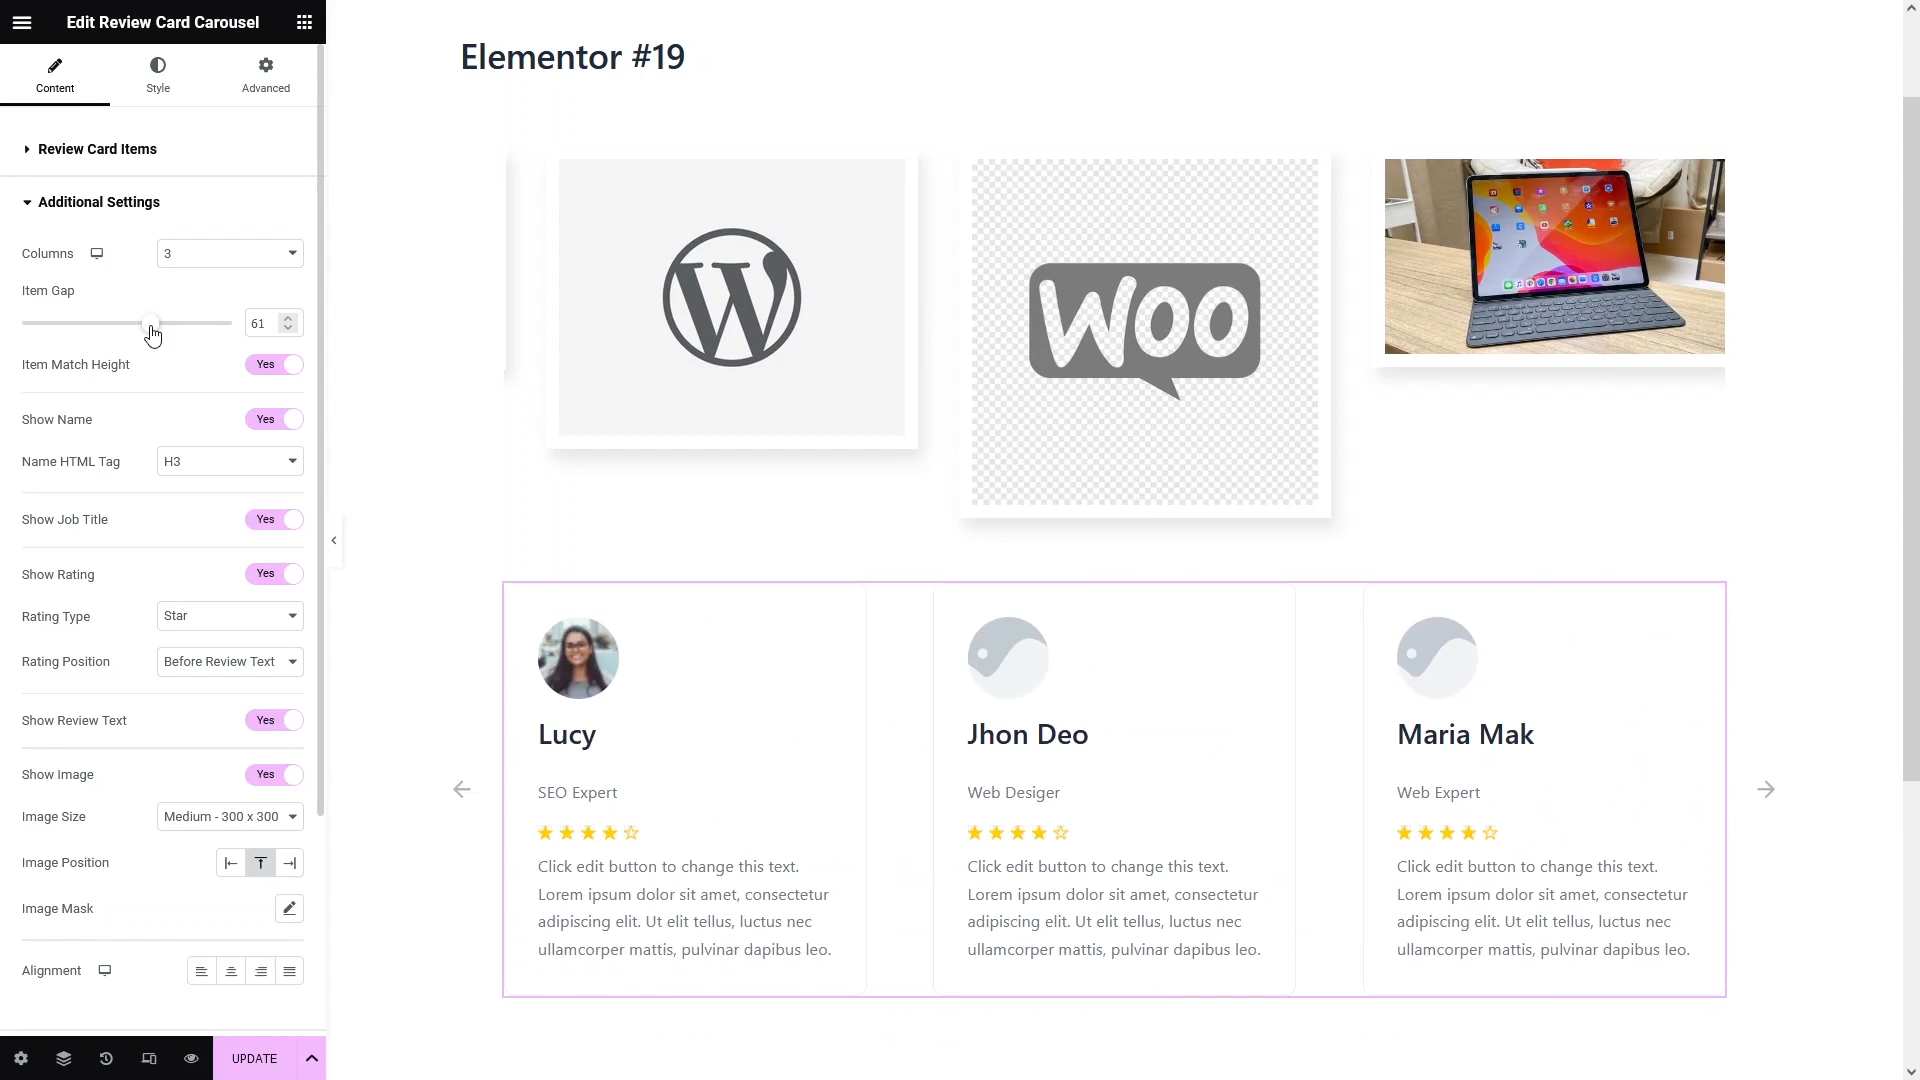 Edit Review Card Carousel
Content
Style
Advanced
Review Card Items
Additional Settings
Columns
3
Item Gap
61
Item Match Height
Yes
Show Name
Yes
Name HTML Tag
H3
Show Job Title
Yes
Show Rating
Yes
Rating Type
Star
Rating Position
Before Review Text
Show Review Text
Yes
Show Image
Yes
Image Size
Medium - 300 x 300
Image Position
Image Mask
Alignment
UPDATE
Elementor #19
W
Woo
Lucy
SEO Expert
Click edit button to change this text.
Lorem ipsum dolor sit amet, consectetur
adipiscing elit. Ut elit tellus, luctus nec
ullamcorper mattis, pulvinar dapibus leo.
Jhon Deo
Web Desiger
Click edit button to change this text.
Lorem ipsum dolor sit amet, consectetur
adipiscing elit. Ut elit tellus, luctus nec
ullamcorper mattis, pulvinar dapibus leo.
Maria Mak
Web Expert
Click edit button to change this text.
Lorem ipsum dolor sit amet, consectetur
adipiscing elit. Ut elit tellus, luctus nec
ullamcorper mattis, pulvinar dapibus leo.